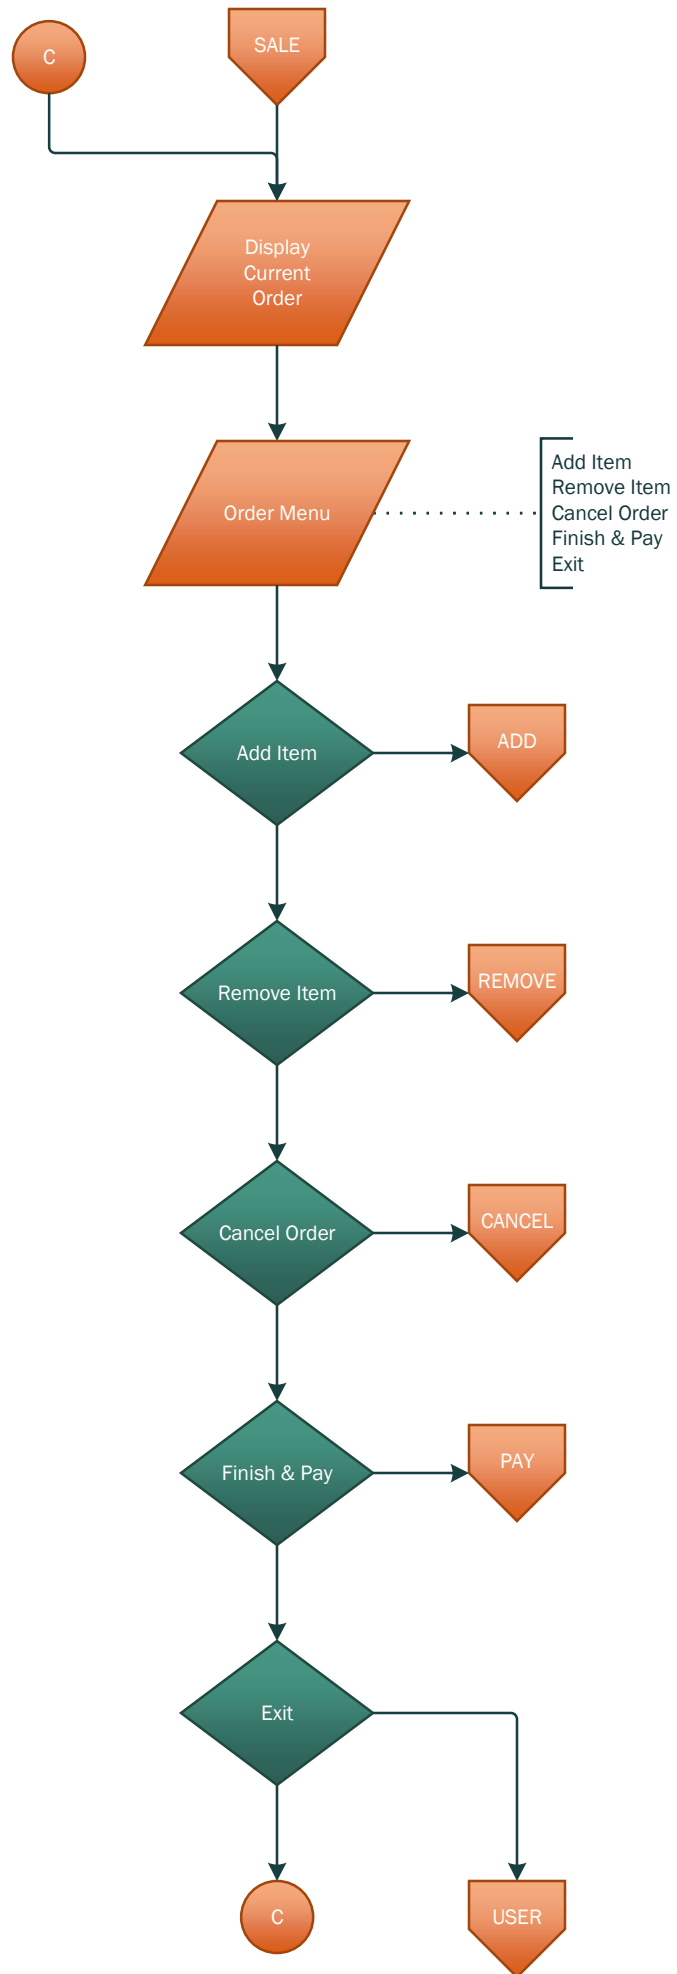 C
SALE
Display
Current
Order
Order Menu
Add Item
Remove Item
Cancel Order
Finish & Pay
Exit
Add Item
ADD
Remove Item
REMOVE
Cancel Order
CANCEL
Finish & Pay
PAY
Exit
C
USER